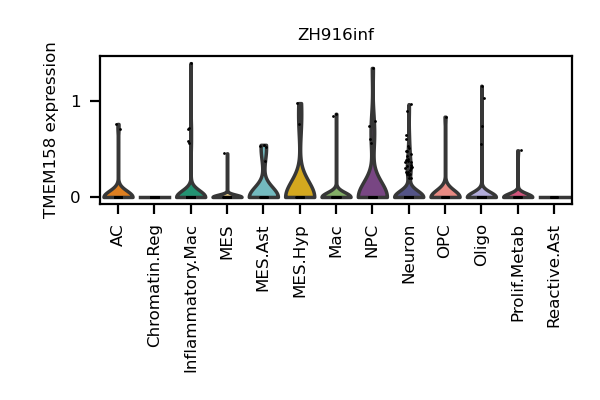 ZH916inf
TMEM158 expression
1
0
AC
Chromatin.Reg
Inflammatory.Mac
MES
MES.Ast
MES.Hyp
Mac
NPC
Neuron
OPC
Oligo
Prolif.Metab
Reactive.Ast